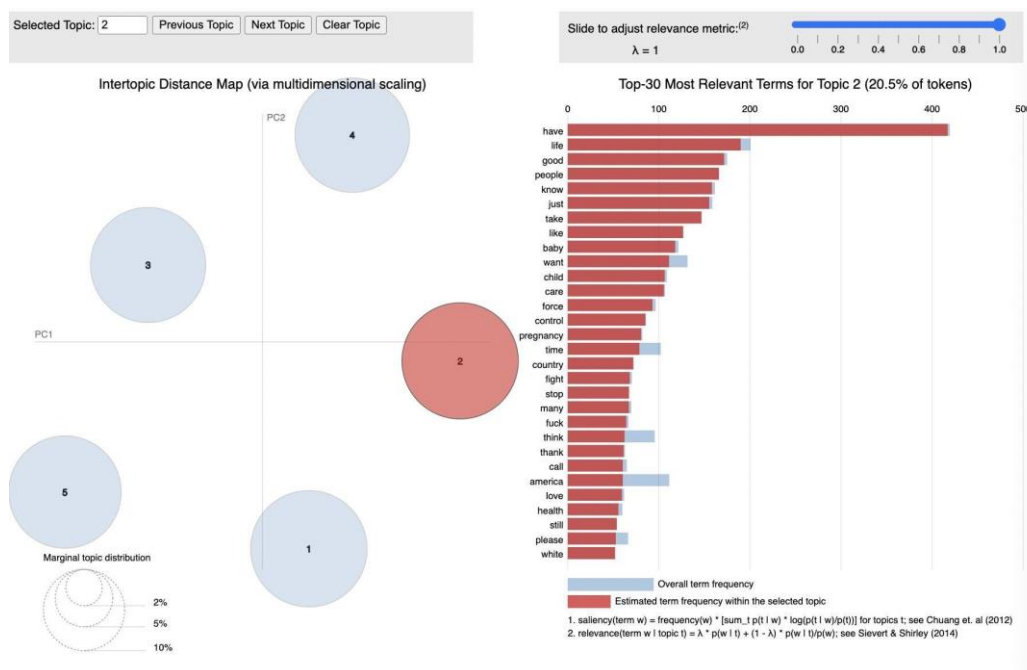 Selected Topic: 2 Previous Topic Next Topic Clear Topic
Slide to adjust relevance metric:(2)
λ = 1
0.0 0.2 0.4 0.6 0.8 1.0
Intertopic Distance Map (via multidimensional scaling)
PC2
PC1
4
3
2
5
1
Marginal topic distribution
2%
5%
10%
Top-30 Most Relevant Terms for Topic 2 (20.5% of tokens)
0 100 200 300 400 500
have
life
good
people
know
just
take
like
baby
want
child
care
force
control
pregnancy
time
country
fight
stop
many
fuck
think
thank
call
america
love
health
still
please
white
Overall term frequency
Estimated term frequency within the selected topic
1. saliency(term w) = frequency(w) * [sum_t p(t | w) * log(p(t | w)/p(t))] for topics t; see Chuang et. al (2012)
2. relevance(term w | topic t) = λ * p(w | t) + (1 - λ) * p(w | t)/p(w); see Sievert & Shirley (2014)